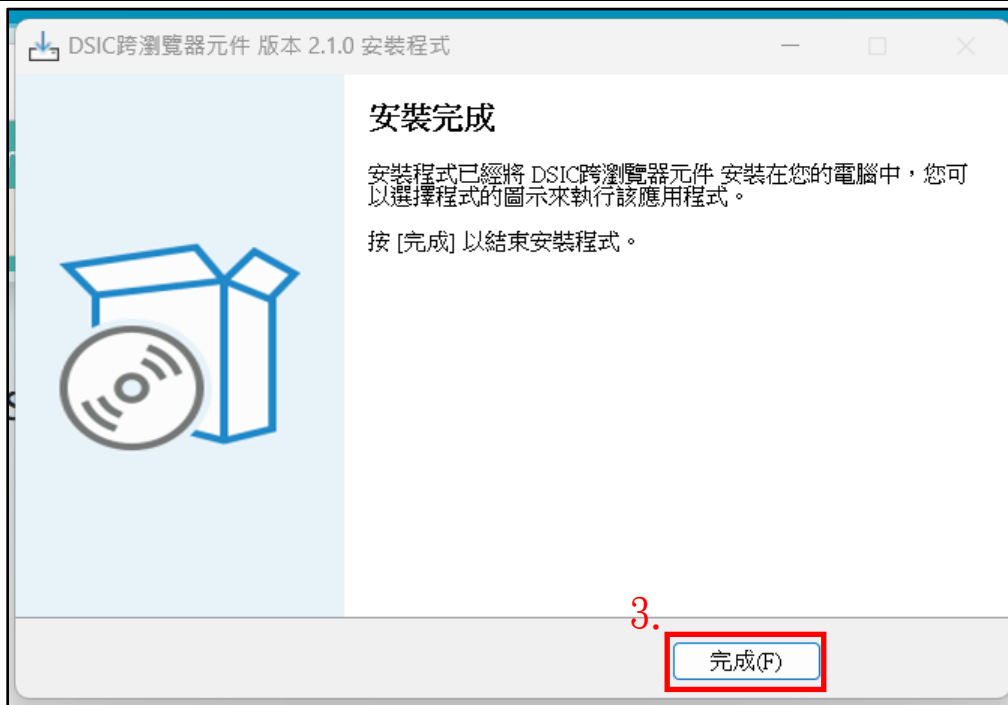 DSIC跨瀏覽器元件 版本 2.1.0 安裝程式
安裝完成
安裝程式已經將 DSIC跨瀏覽器元件 安裝在您的電腦中，您可
以選擇程式的圖示來執行該應用程式。
按 [完成] 以結束安裝程式。
3.
完成(F)